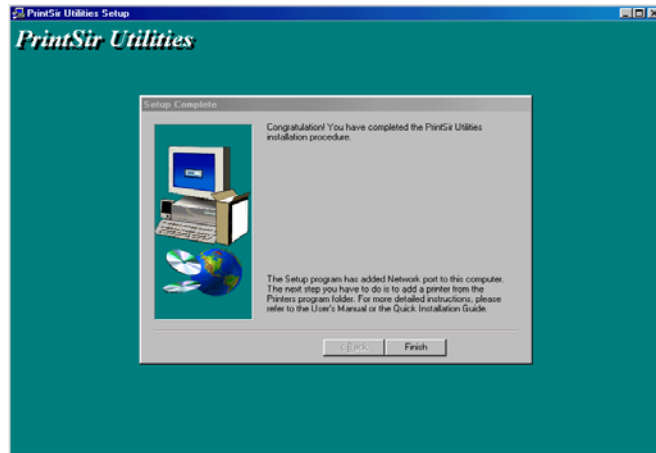 PrintSir Utilities Setup
PrintSir Utilities
Setup Complete
Congratulation! You have completed the PrintSir Utilities
installation procedure.
The Setup program has added Network port to this computer.
The next step you have to do is to add a printer from the
Printers program folder. For more detailed instructions, please
refer to the User's Manual or the Quick Installation Guide.
< Back
Finish